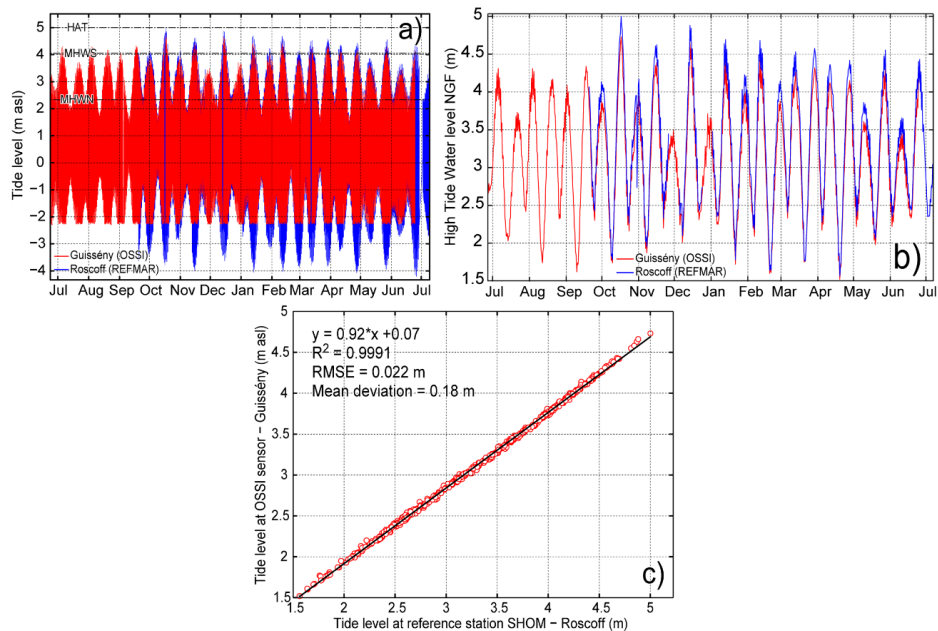 a)
HAT
MHWS
MHWN
5
4
3
2
1
0
−1
−2
−3
−4
Tide level (m asl)
Guissény (OSSI)
Roscoff (REFMAR)
Jul Aug Sep Oct Nov Dec Jan Feb Mar Apr May Jun Jul
b)
5
4.5
4
3.5
3
2.5
2
1.5
High Tide Water level NGF (m)
Guissény (OSSI)
Roscoff (REFMAR)
Jul Aug Sep Oct Nov Dec Jan Feb Mar Apr May Jun Jul
y = 0.92*x +0.07
R2 = 0.9991
RMSE = 0.022 m
Mean deviation = 0.18 m
c)
4.5
4
3.5
3
2.5
2
1.5
Tide level at OSSI sensor − Guissény (m asl)
1.5 2 2.5 3 3.5 4 4.5 5
Tide level at reference station SHOM − Roscoff (m)